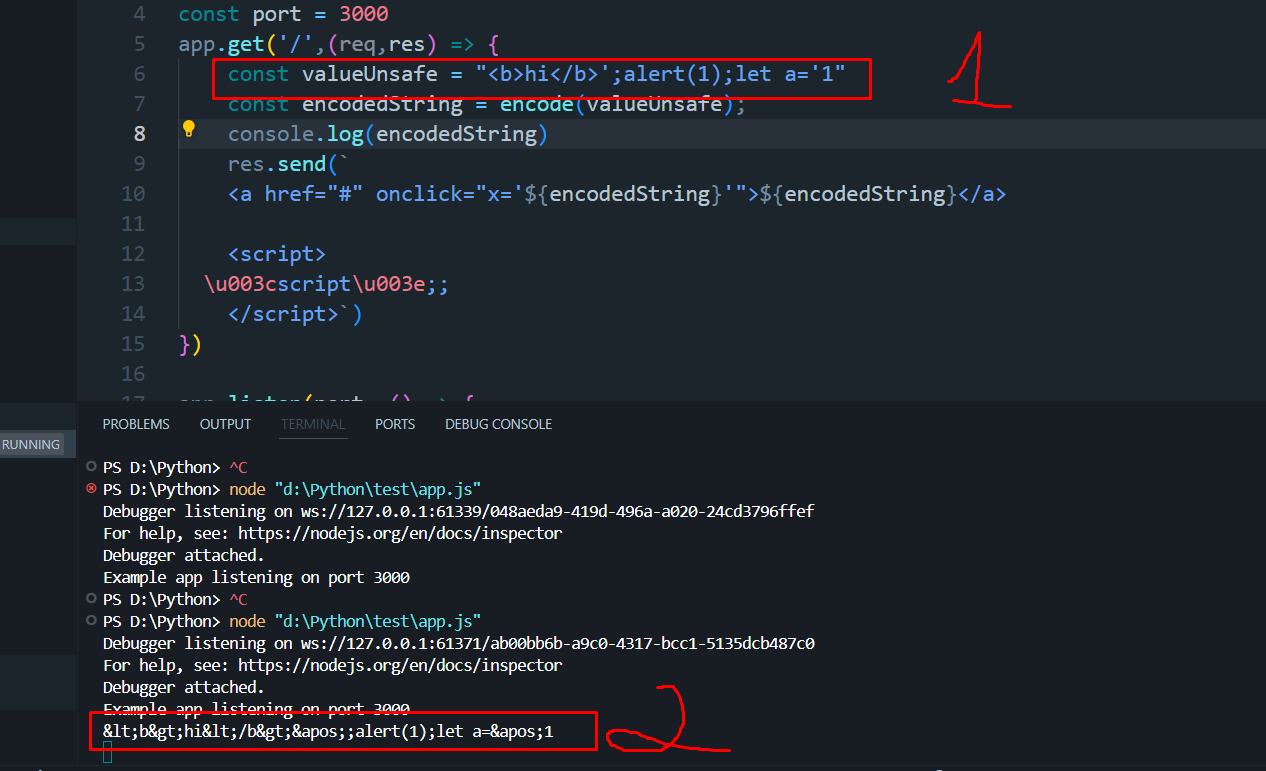 4 const port = 3000
5 app.get('/',(req,res) => {
6 const valueUnsafe = "<b>hi</b>';alert(1);let a='1"
1
7 const encodedString = encode(valueUnsafe);
8 console.log(encodedString)
9 res.send(`
10 <a href="#" onclick="x='${encodedString}'">${encodedString}</a>
11
12 <script>
13 \u003cscript\u003e;;
14 </script>`)
15 })
16
17 app.listen(port, () => {
PROBLEMS OUTPUT TERMINAL PORTS DEBUG CONSOLE
RUNNING
PS D:\Python> ^C
PS D:\Python> node "d:\Python\test\app.js"
Debugger listening on ws://127.0.0.1:61339/048aeda9-419d-496a-a020-24cd3796ffef
For help, see: https://nodejs.org/en/docs/inspector
Debugger attached.
Example app listening on port 3000
PS D:\Python> ^C
PS D:\Python> node "d:\Python\test\app.js"
Debugger listening on ws://127.0.0.1:61371/ab00bb6b-a9c0-4317-bcc1-5135dcb487c0
For help, see: https://nodejs.org/en/docs/inspector
Debugger attached.
Example app listening on port 3000
&lt;b&gt;hi&lt;/b&gt;&apos;;alert(1);let a=&apos;1
2